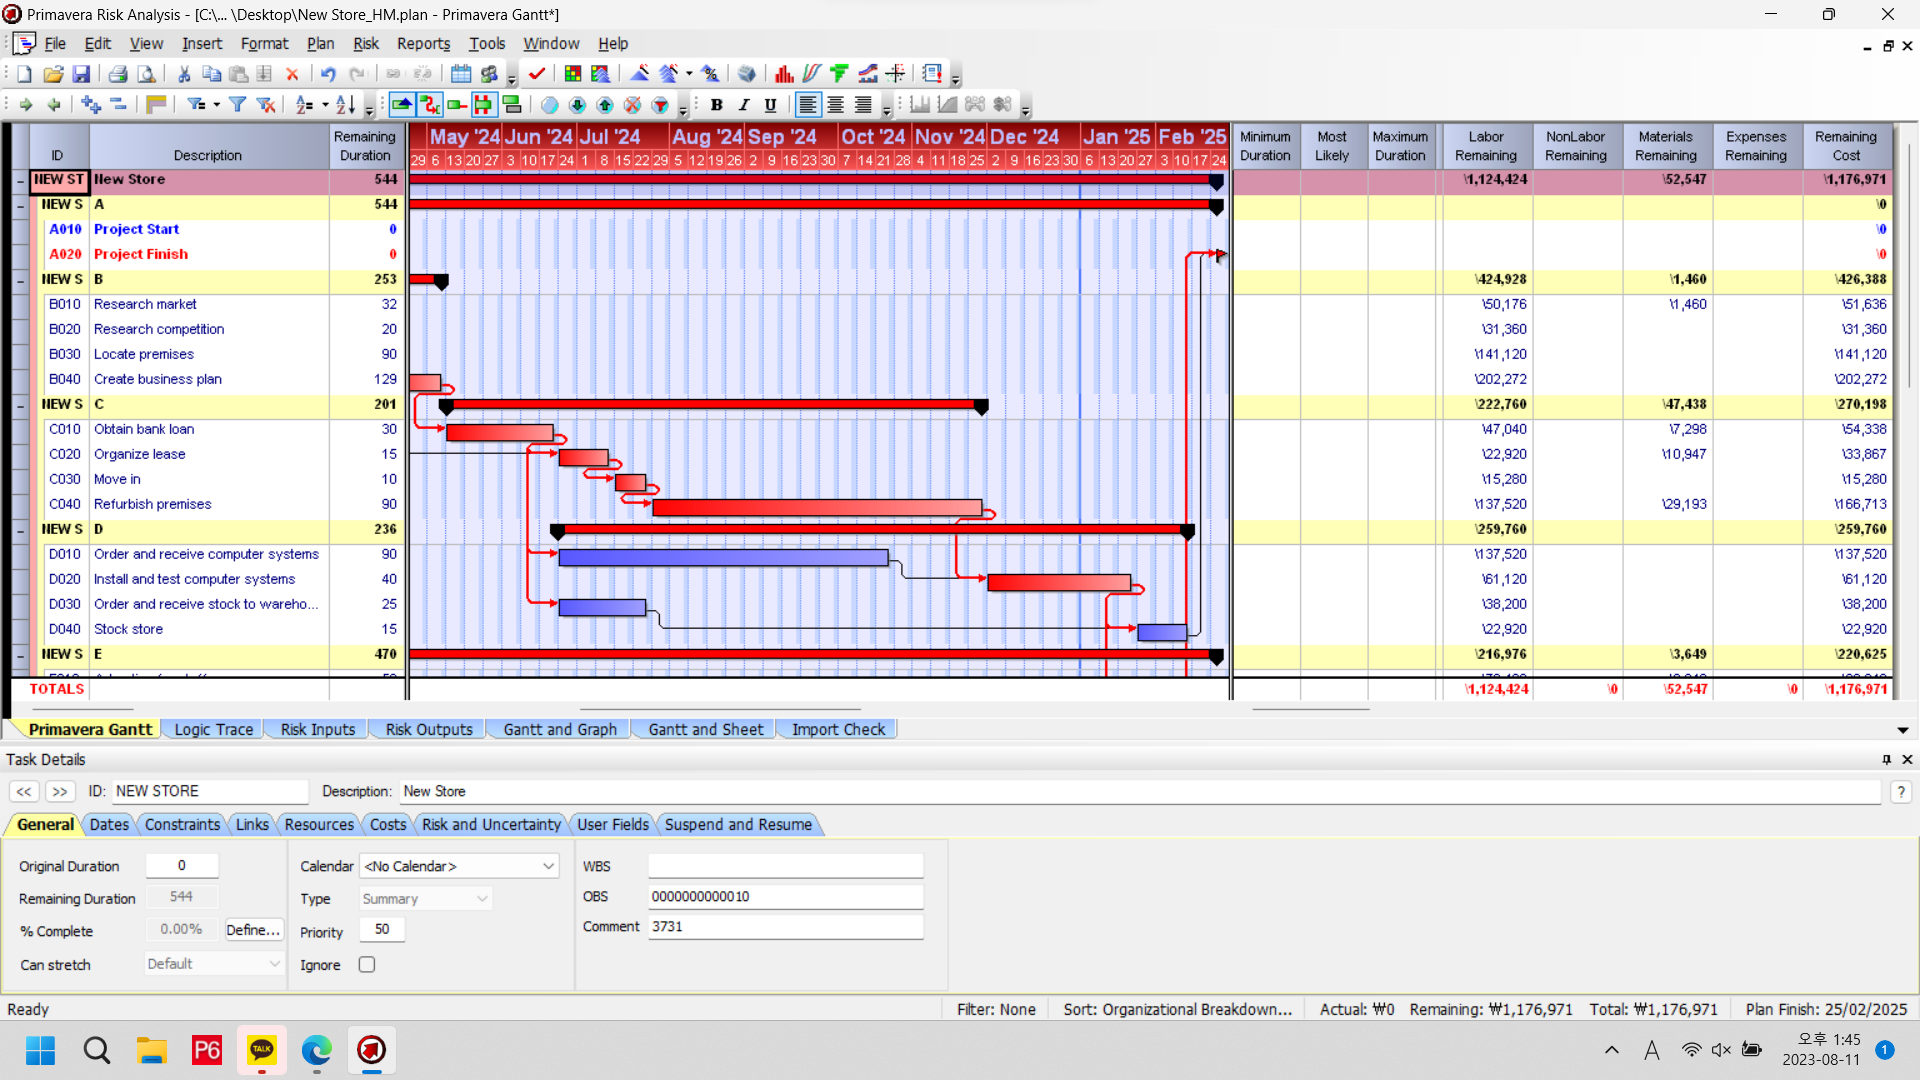 Primavera Risk Analysis - [C:\... \Desktop\New Store_HM.plan - Primavera Gantt*]
File Edit View Insert Format Plan Risk Reports Tools Window Help
B I U
ID Description Remaining Duration May '24 Jun '24 Jul '24 Aug '24 Sep '24 Oct '24 Nov '24 Dec '24 Jan '25 Feb '25 Minimum Duration Most Likely Maximum Duration Labor Remaining NonLabor Remaining Materials Remaining Expenses Remaining Remaining Cost
29 6 13 20 27 3 10 17 24 1 8 15 22 29 5 12 19 26 2 9 16 23 30 7 14 21 28 4 11 18 25 2 9 16 23 30 6 13 20 27 3 10 17 24
NEW ST New Store 544 \1,124,424 \52,547 \1,176,971
NEW S A 544 \0
A010 Project Start 0 \0
A020 Project Finish 0 \0
NEW S B 253 \424,928 \1,460 \426,388
B010 Research market 32 \50,176 \1,460 \51,636
B020 Research competition 20 \31,360 \31,360
B030 Locate premises 90 \141,120 \141,120
B040 Create business plan 129 \202,272 \202,272
NEW S C 201 \222,760 \47,438 \270,198
C010 Obtain bank loan 30 \47,040 \7,298 \54,338
C020 Organize lease 15 \22,920 \10,947 \33,867
C030 Move in 10 \15,280 \15,280
C040 Refurbish premises 90 \137,520 \29,193 \166,713
NEW S D 236 \259,760 \259,760
D010 Order and receive computer systems 90 \137,520 \137,520
D020 Install and test computer systems 40 \61,120 \61,120
D030 Order and receive stock to wareho... 25 \38,200 \38,200
D040 Stock store 15 \22,920 \22,920
NEW S E 470 \216,976 \3,649 \220,625
TOTALS \1,124,424 \0 \52,547 \0 \1,176,971
Primavera Gantt Logic Trace Risk Inputs Risk Outputs Gantt and Graph Gantt and Sheet Import Check
Task Details
<< >> ID: NEW STORE Description: New Store ?
General Dates Constraints Links Resources Costs Risk and Uncertainty User Fields Suspend and Resume
Original Duration 0 Calendar <No Calendar> WBS
Remaining Duration 544 Type Summary OBS 0000000000010
% Complete 0.00% Define... Priority 50 Comment 3731
Can stretch Default Ignore
Ready Filter: None Sort: Organizational Breakdown... Actual: ₩0 Remaining: ₩1,176,971 Total: ₩1,176,971 Plan Finish: 25/02/2025
P6 TALK A 오후 1:45
2023-08-11 1